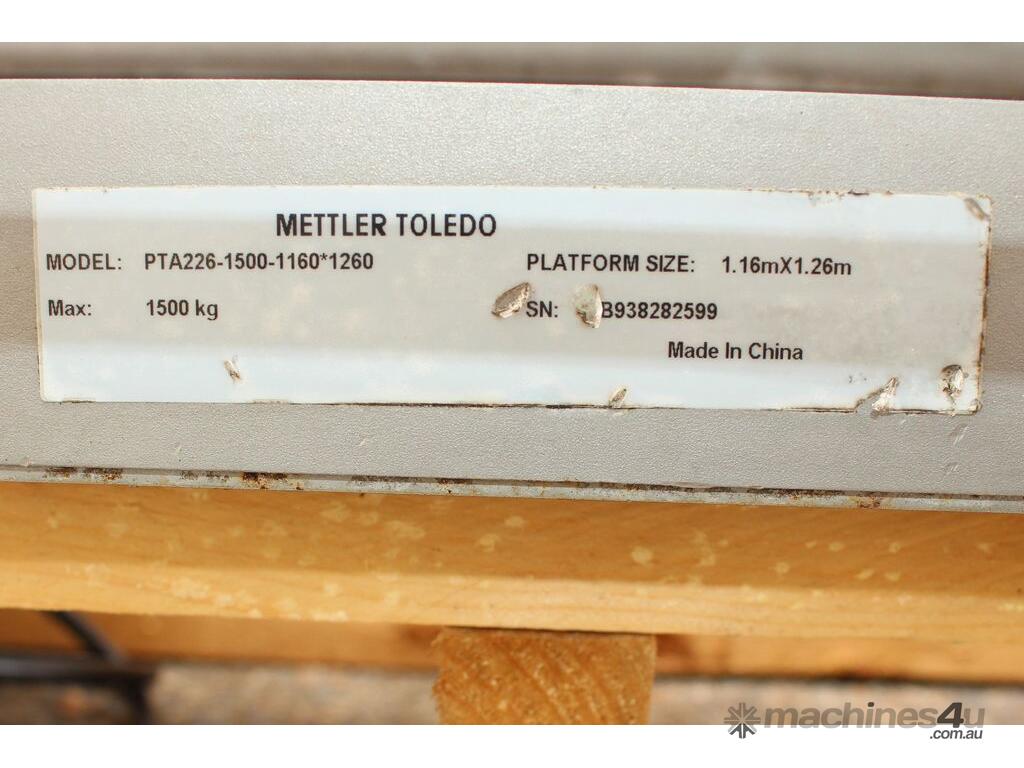 METTLER TOLEDO
MODEL: PTA226-1500-1160*1260 PLATFORM SIZE: 1.16mX1.26m
Max: 1500 kg SN: B938282599
Made In China
machines4u
.com.au